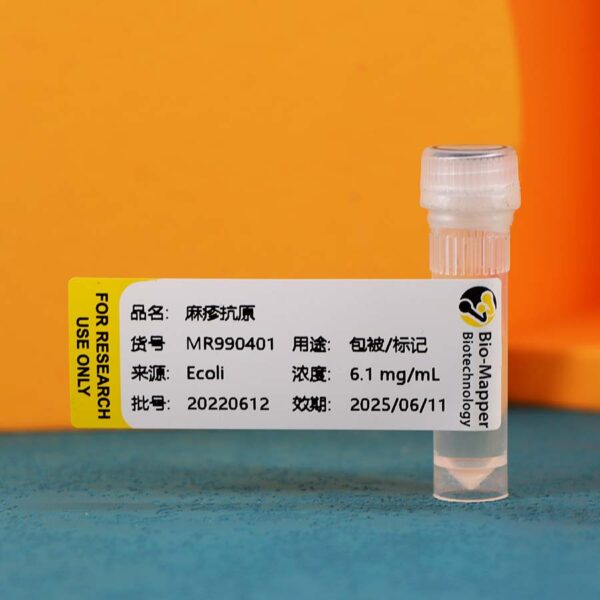 FOR RESEARCH
USE ONLY
品名: 麻疹抗原
货号 MR990401 用途: 包被/标记
来源: Ecoli 浓度: 6.1 mg/mL
批号: 20220612 效期: 2025/06/11
Bio-Mapper
Biotechnology